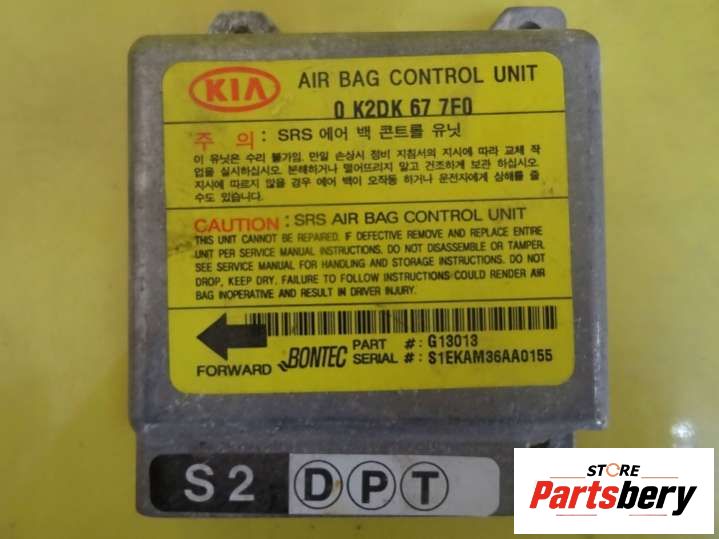 KIA AIR BAG CONTROL UNIT
0 K2DK 67 7F0
주 의 : SRS 에어 백 콘트롤 유닛
이 유닛은 수리 불가임. 만일 손상시 정비 지침서의 지시에 따라 교체 작
업을 실시하십시오. 분해하거나 떨어뜨리지 말고 건조하게 보관 하십시오.
지시에 따르지 않을 경우 에어 백이 오작동 하거나 운전자에게 상해를 줄
수도 있습니다.
CAUTION : SRS AIR BAG CONTROL UNIT
THIS UNIT CANNOT BE REPAIRED. IF DEFECTIVE REMOVE AND REPLACE ENTIRE
UNIT PER SERVICE MANUAL INSTRUCTIONS. DO NOT DISASSEMBLE OR TAMPER.
SEE SERVICE MANUAL FOR HANDLING AND STORAGE INSTRUCTIONS. DO NOT
DROP, KEEP DRY. FAILURE TO FOLLOW INSTRUCTIONS COULD RENDER AIR
BAG INOPERATIVE AND RESULT IN DRIVER INJURY.
PART #: G13013
FORWARD BONTEC SERIAL #: S1EKAM36AA0155
S2 D P T
STORE
Partsbery